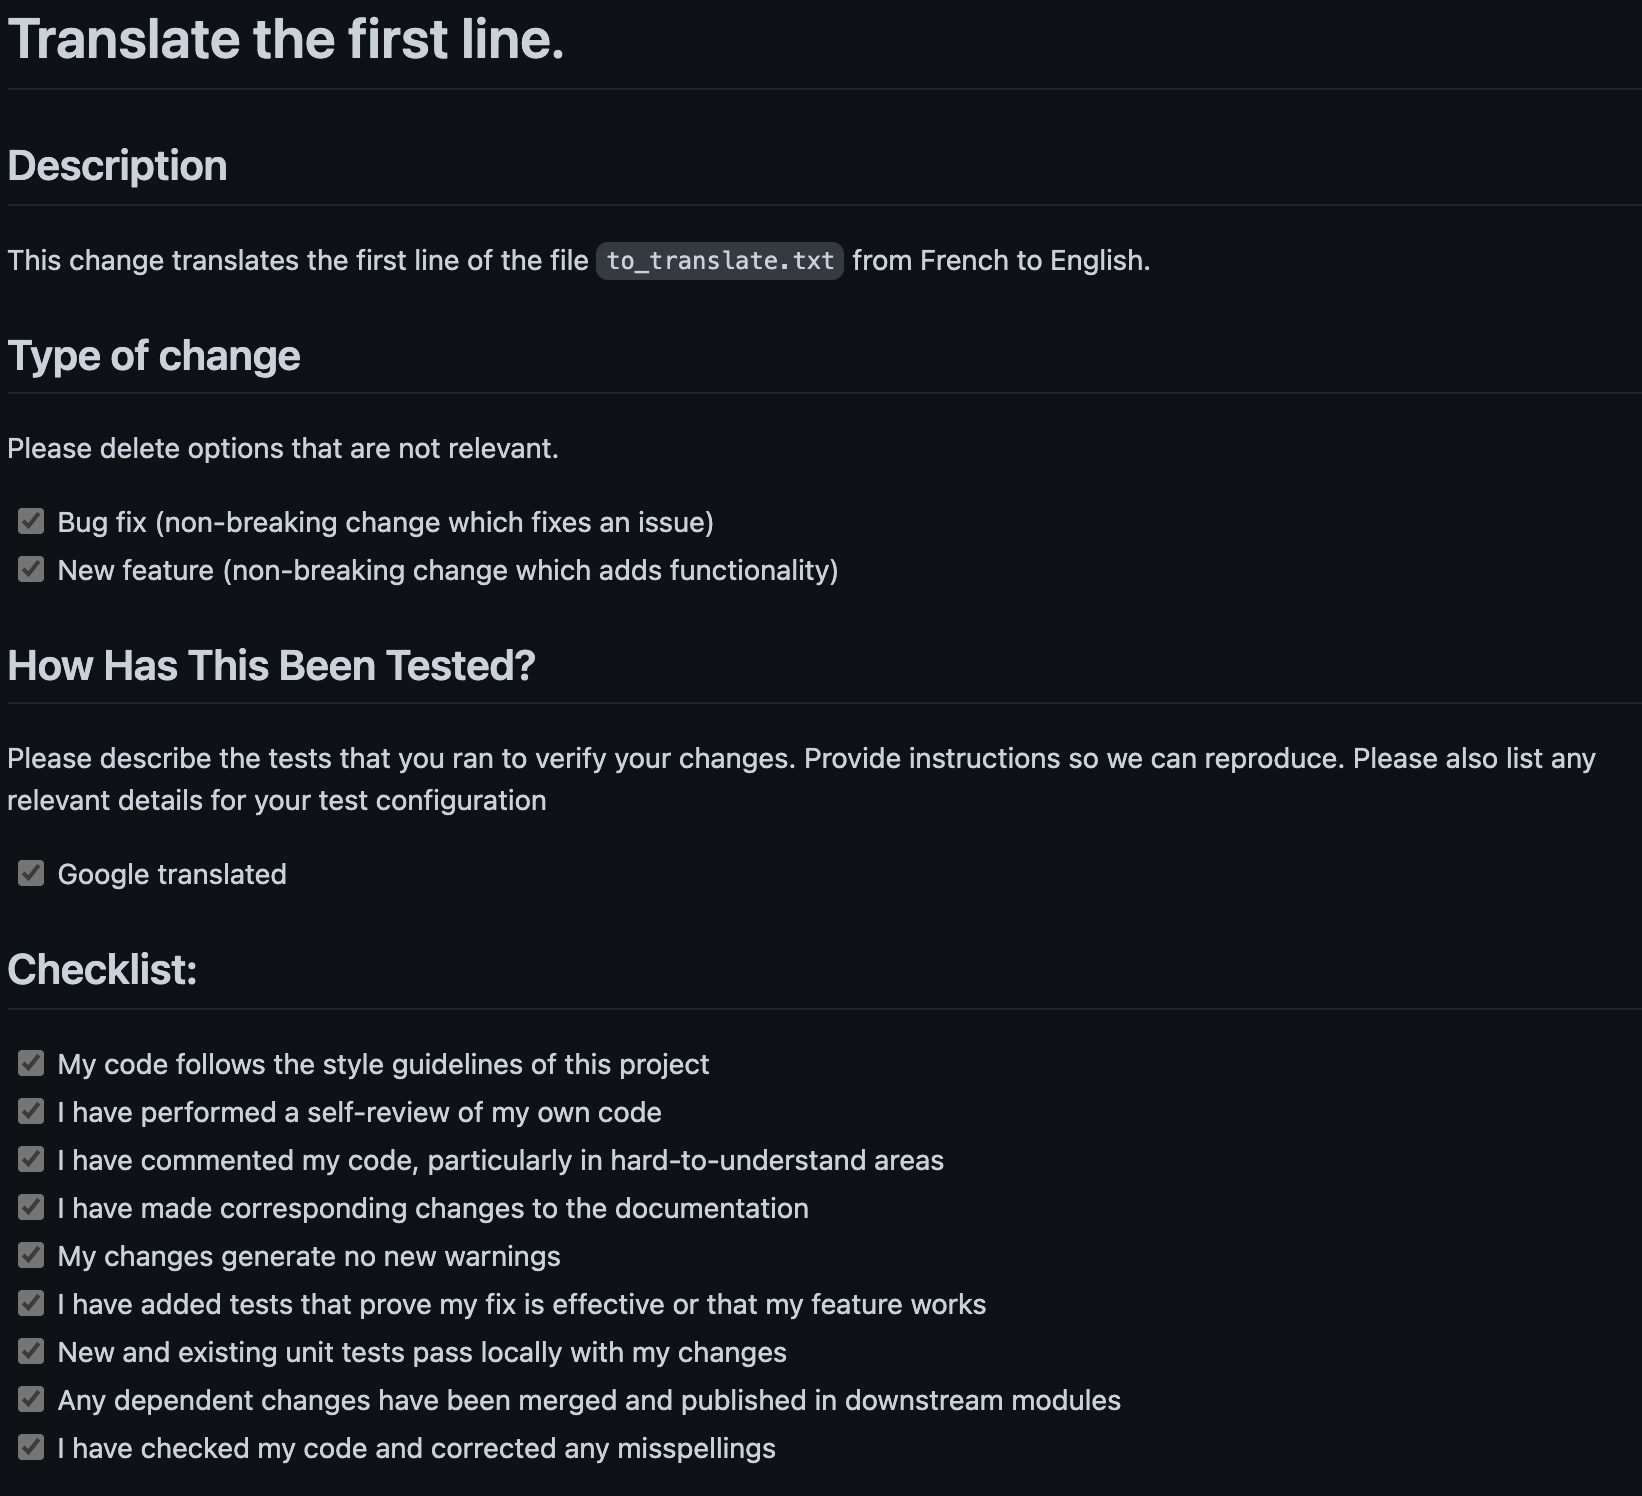 Translate the first line.
Description
This change translates the first line of the file to_translate.txt from French to English.
Type of change
Please delete options that are not relevant.
Bug fix (non-breaking change which fixes an issue)
New feature (non-breaking change which adds functionality)
How Has This Been Tested?
Please describe the tests that you ran to verify your changes. Provide instructions so we can reproduce. Please also list any
relevant details for your test configuration
Google translated
Checklist:
My code follows the style guidelines of this project
I have performed a self-review of my own code
I have commented my code, particularly in hard-to-understand areas
I have made corresponding changes to the documentation
My changes generate no new warnings
I have added tests that prove my fix is effective or that my feature works
New and existing unit tests pass locally with my changes
Any dependent changes have been merged and published in downstream modules
I have checked my code and corrected any misspellings